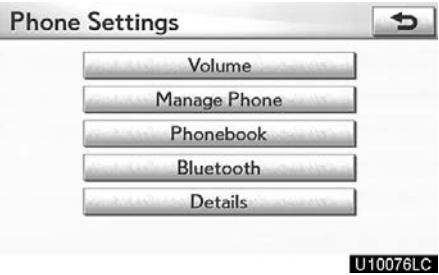 Phone Settings
Volume
Manage Phone
Phonebook
Bluetooth
Details
U10076LC